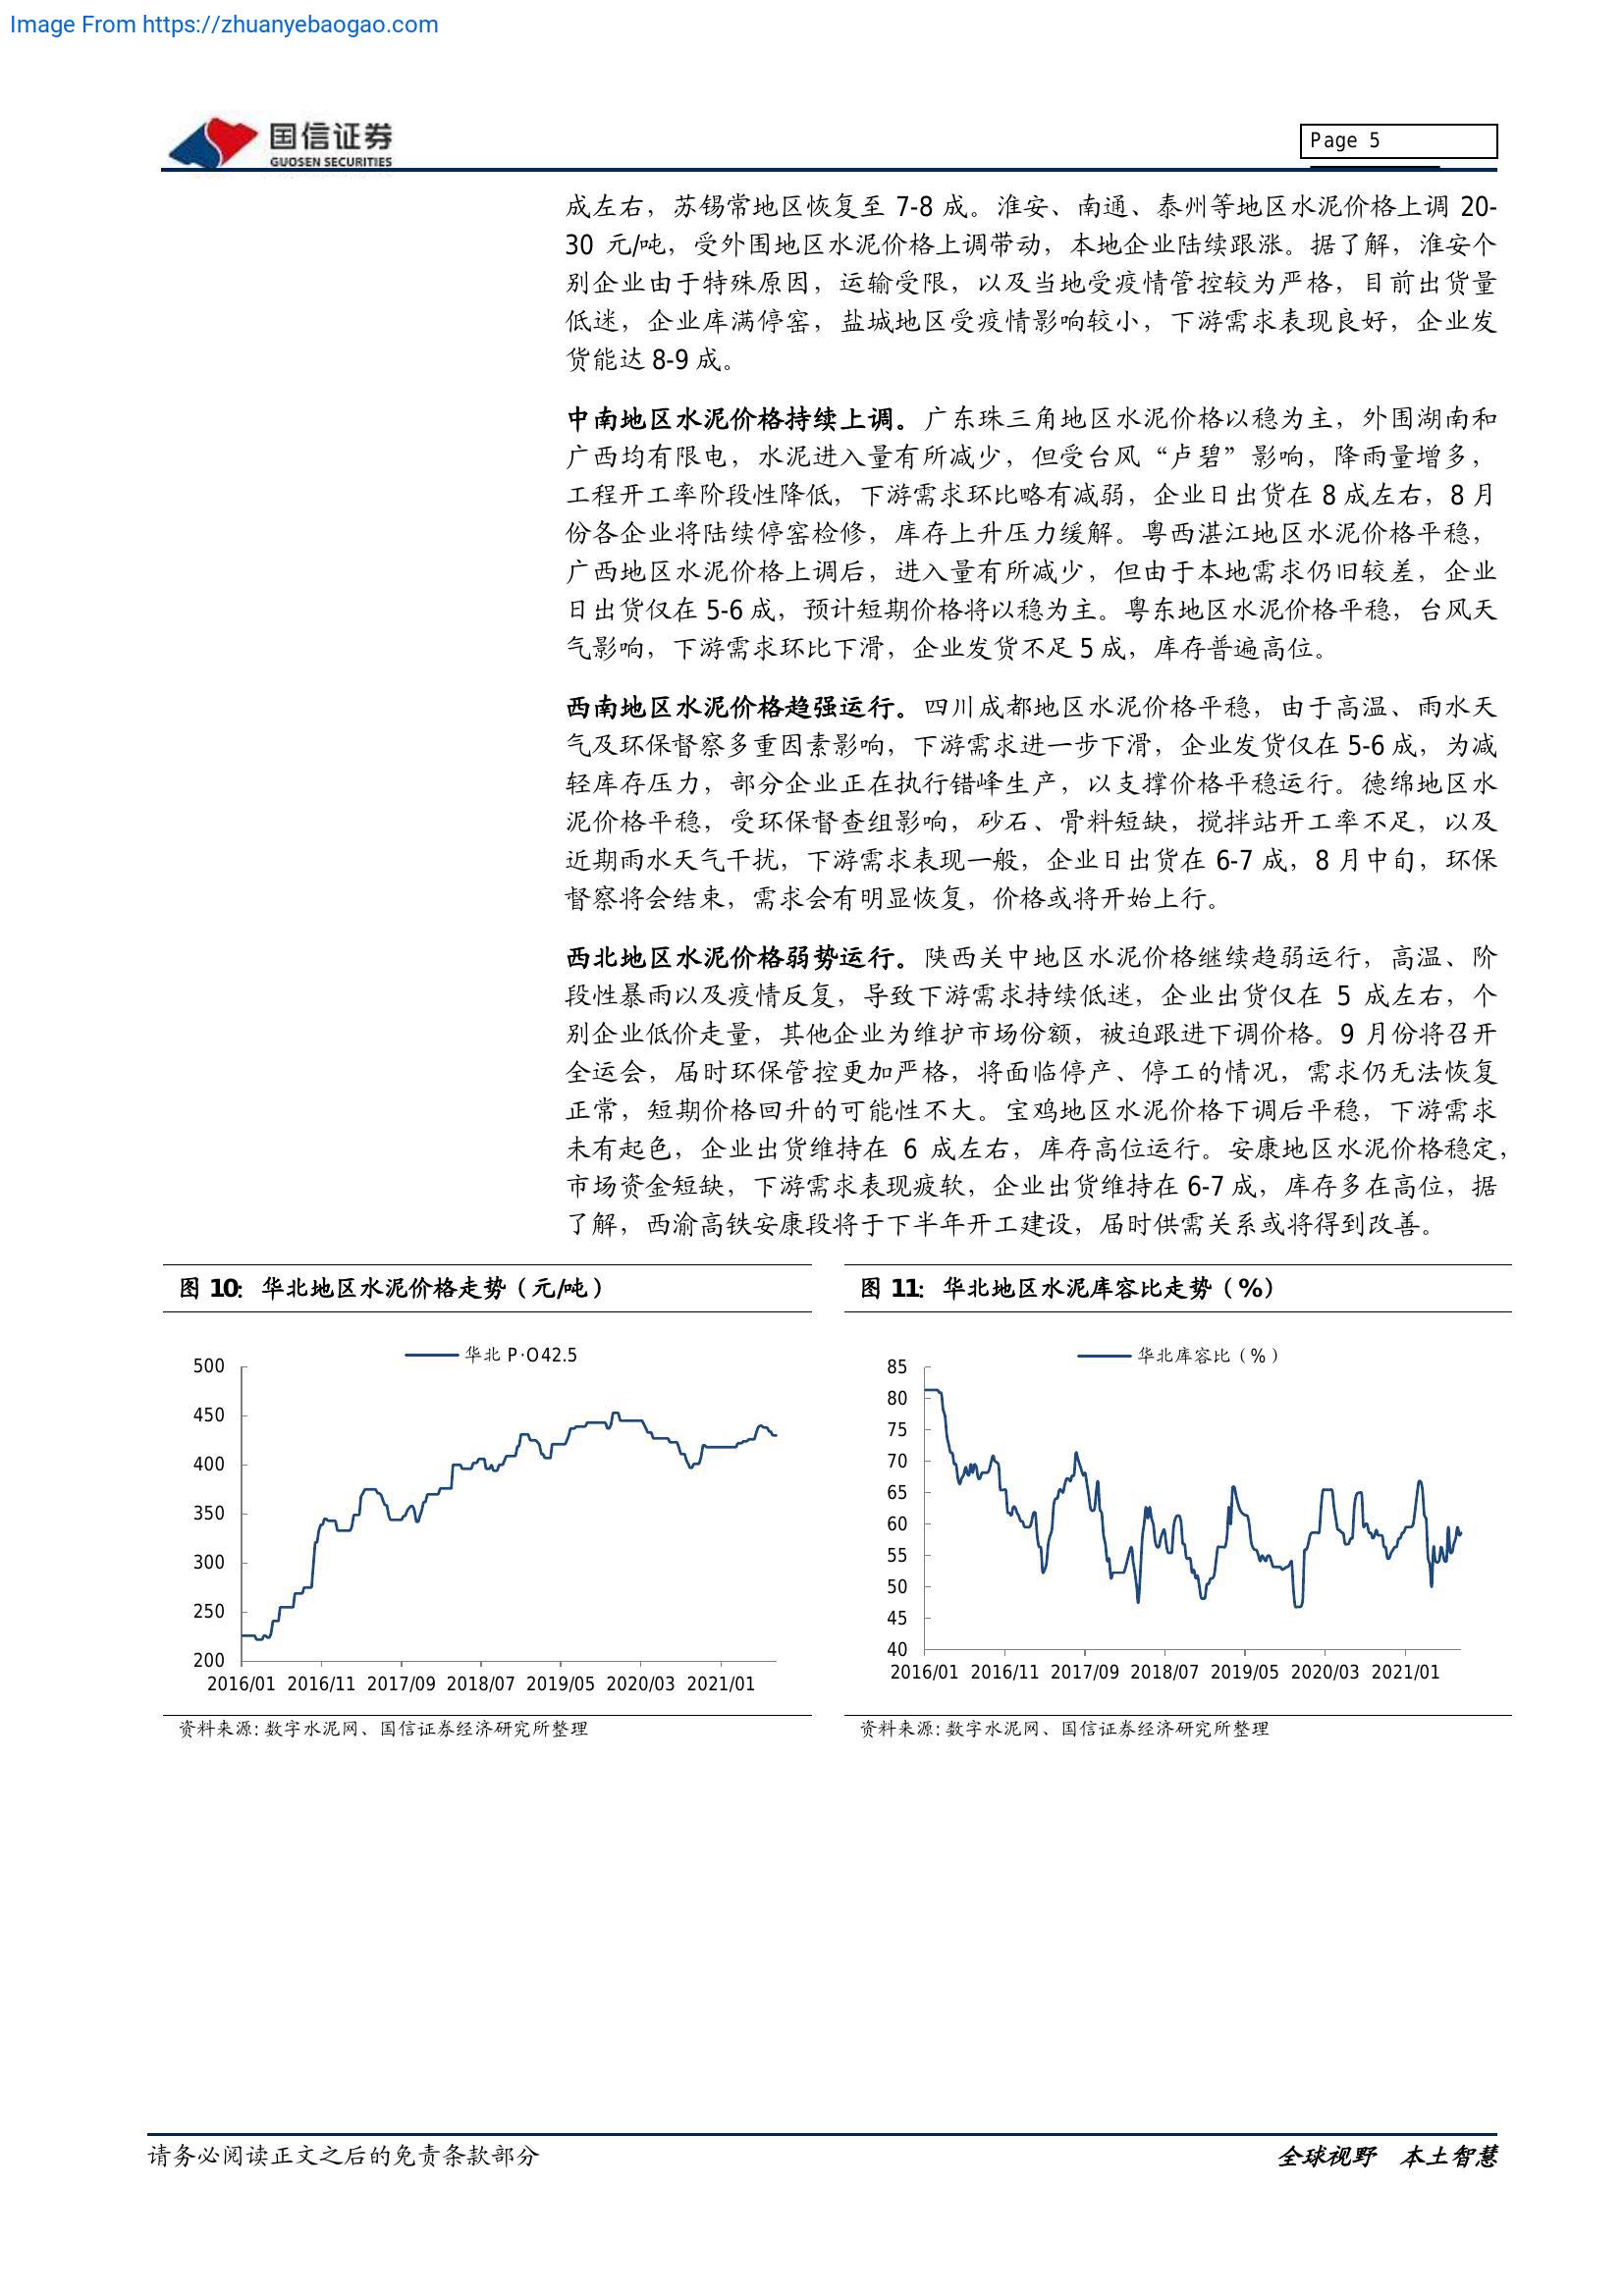 Image From https://zhuanyebaogao.com
国信证券
GUOSEN SECURITIES
Page 5
成左右，苏锡常地区恢复至 7-8 成。淮安、南通、泰州等地区水泥价格上调 20-
30 元/吨，受外围地区水泥价格上调带动，本地企业陆续跟涨。据了解，淮安个
别企业由于特殊原因，运输受限，以及当地受疫情管控较为严格，目前出货量
低迷，企业库满停窑，盐城地区受疫情影响较小，下游需求表现良好，企业发
货能达 8-9 成。
中南地区水泥价格持续上调。广东珠三角地区水泥价格以稳为主，外围湖南和
广西均有限电，水泥进入量有所减少，但受台风“卢碧”影响，降雨量增多，
工程开工率阶段性降低，下游需求环比略有减弱，企业日出货在 8 成左右，8 月
份各企业将陆续停窑检修，库存上升压力缓解。粤西湛江地区水泥价格平稳，
广西地区水泥价格上调后，进入量有所减少，但由于本地需求仍旧较差，企业
日出货仅在 5-6 成，预计短期价格将以稳为主。粤东地区水泥价格平稳，台风天
气影响，下游需求环比下滑，企业发货不足 5 成，库存普遍高位。
西南地区水泥价格趋强运行。四川成都地区水泥价格平稳，由于高温、雨水天
气及环保督察多重因素影响，下游需求进一步下滑，企业发货仅在 5-6 成，为减
轻库存压力，部分企业正在执行错峰生产，以支撑价格平稳运行。德绵地区水
泥价格平稳，受环保督查组影响，砂石、骨料短缺，搅拌站开工率不足，以及
近期雨水天气干扰，下游需求表现一般，企业日出货在 6-7 成，8 月中旬，环保
督察将会结束，需求会有明显恢复，价格或将开始上行。
西北地区水泥价格弱势运行。陕西关中地区水泥价格继续趋弱运行，高温、阶
段性暴雨以及疫情反复，导致下游需求持续低迷，企业出货仅在 5 成左右，个
别企业低价走量，其他企业为维护市场份额，被迫跟进下调价格。9 月份将召开
全运会，届时环保管控更加严格，将面临停产、停工的情况，需求仍无法恢复
正常，短期价格回升的可能性不大。宝鸡地区水泥价格下调后平稳，下游需求
未有起色，企业出货维持在 6 成左右，库存高位运行。安康地区水泥价格稳定，
市场资金短缺，下游需求表现疲软，企业出货维持在 6-7 成，库存多在高位，据
了解，西渝高铁安康段将于下半年开工建设，届时供需关系或将得到改善。
图 10：华北地区水泥价格走势（元/吨）
华北 P·O42.5
500
450
400
350
300
250
200
2016/01 2016/11 2017/09 2018/07 2019/05 2020/03 2021/01
资料来源：数字水泥网、国信证券经济研究所整理
图 11：华北地区水泥库容比走势（%）
华北库容比（%）
85
80
75
70
65
60
55
50
45
40
2016/01 2016/11 2017/09 2018/07 2019/05 2020/03 2021/01
资料来源：数字水泥网、国信证券经济研究所整理
请务必阅读正文之后的免责条款部分
全球视野 本土智慧